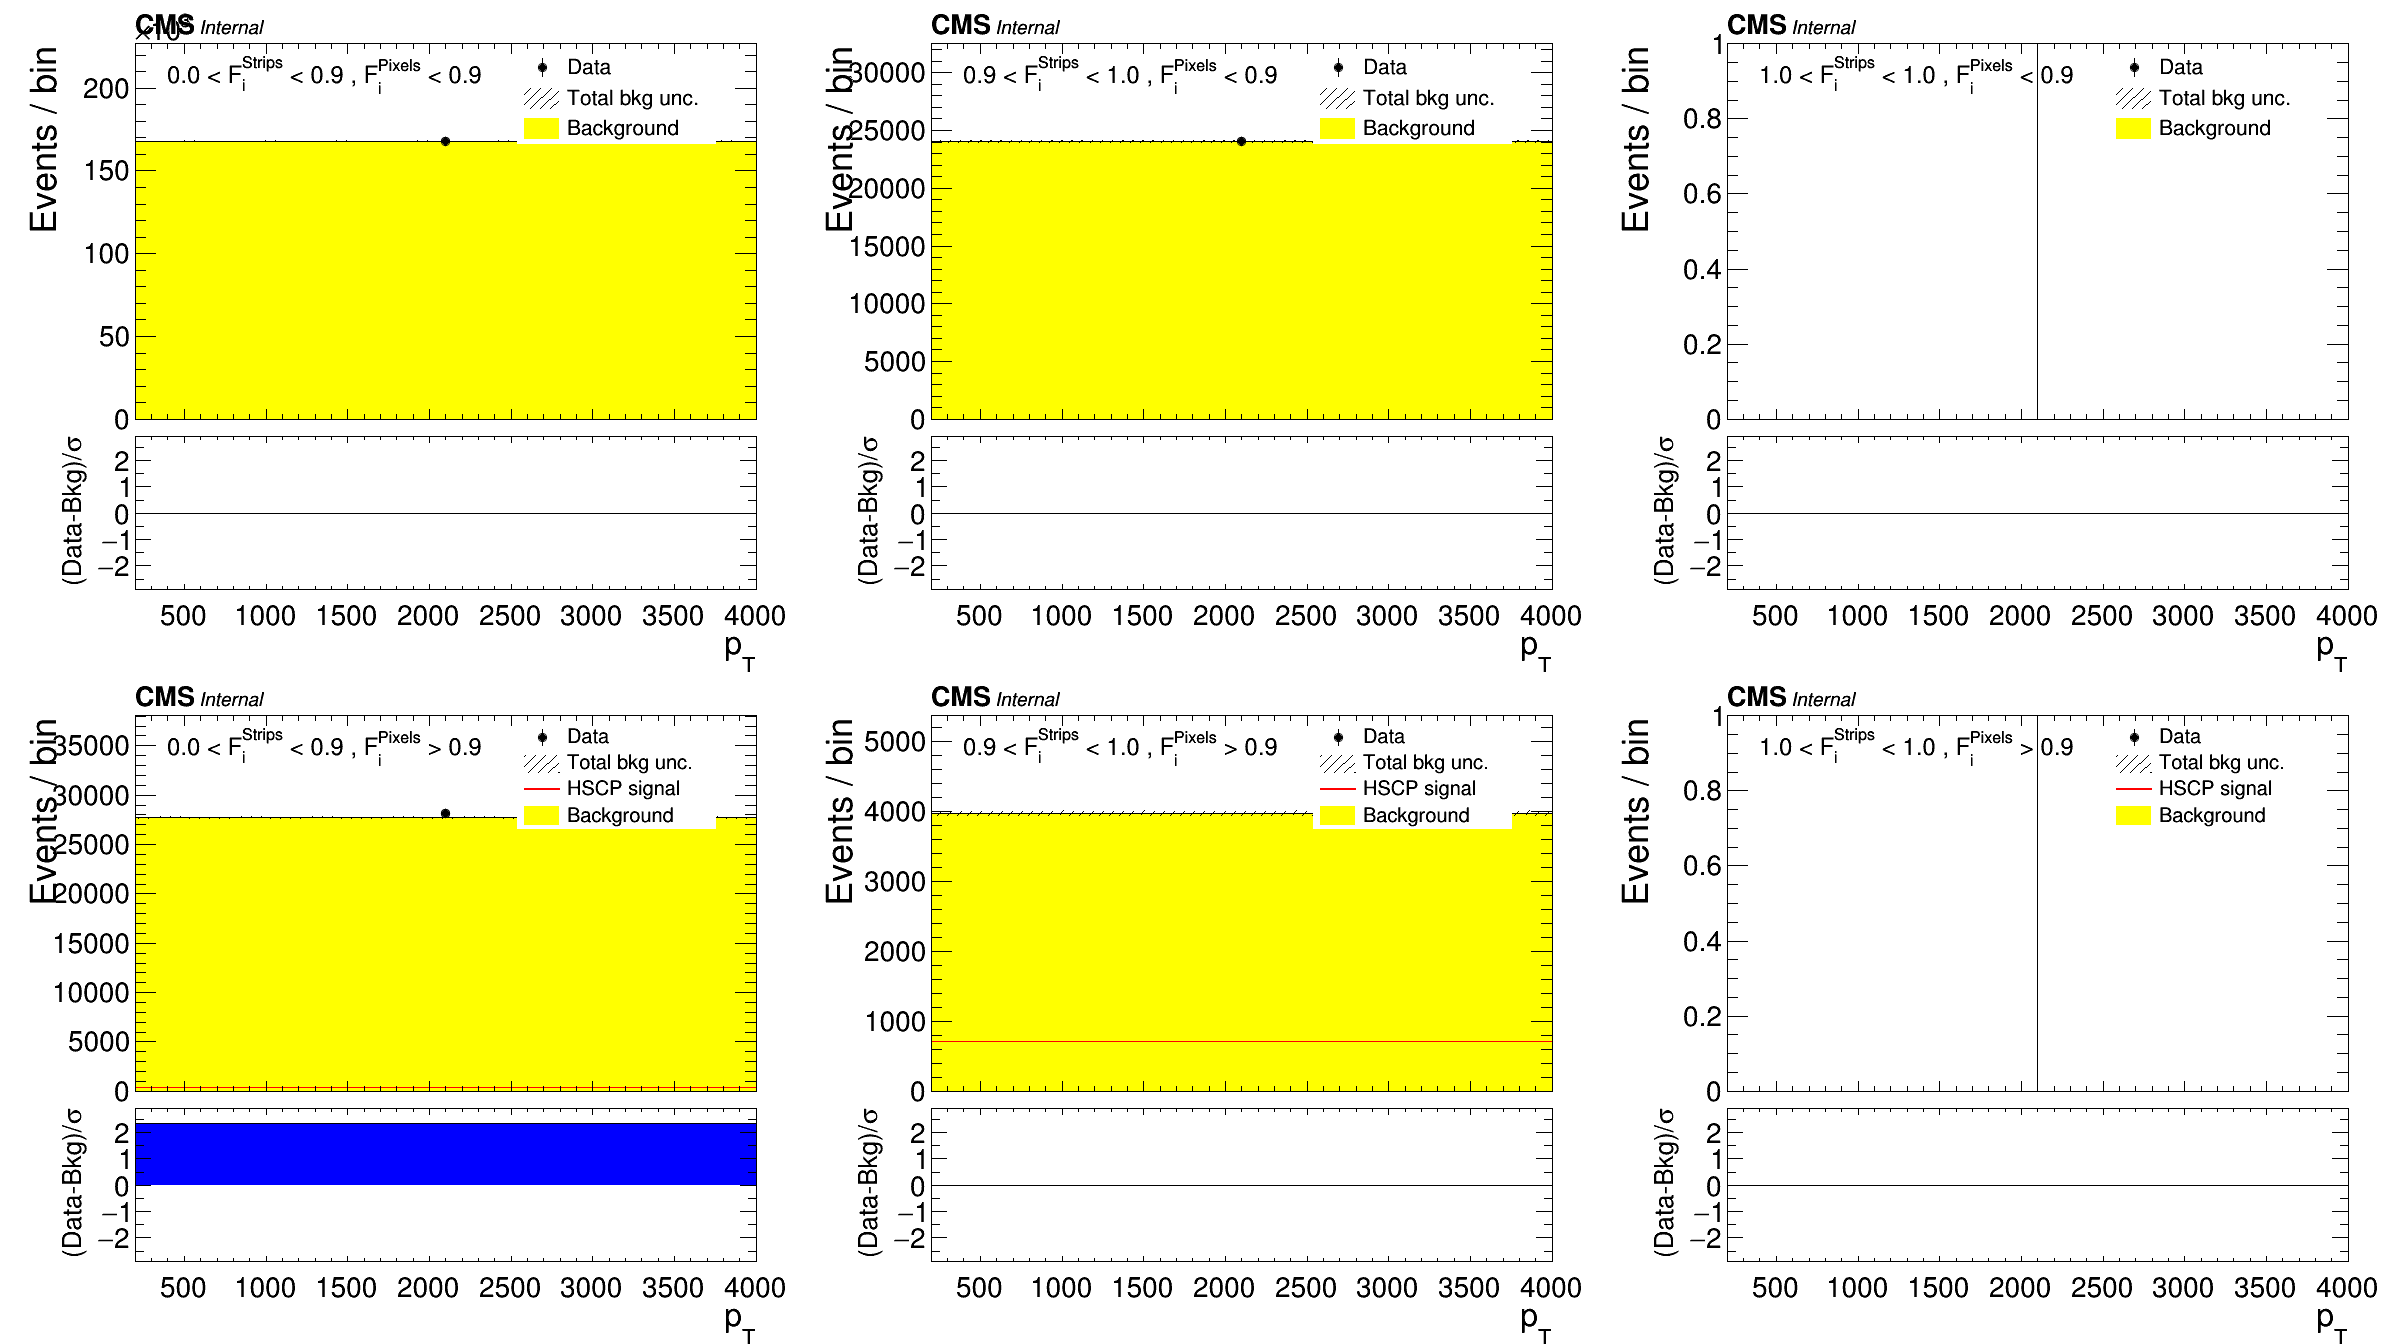 CMS Internal
×10³
Events / bin
0.0 < F_i^Strips < 0.9 , F_i^Pixels < 0.9
Data
Total bkg unc.
Background
200
150
100
50
0
(Data-Bkg)/σ
2
1
0
−1
−2
500 1000 1500 2000 2500 3000 3500 4000
p_T
CMS Internal
Events / bin
0.9 < F_i^Strips < 1.0 , F_i^Pixels < 0.9
Data
Total bkg unc.
Background
30000
25000
20000
15000
10000
5000
0
(Data-Bkg)/σ
2
1
0
−1
−2
500 1000 1500 2000 2500 3000 3500 4000
p_T
CMS Internal
Events / bin
1.0 < F_i^Strips < 1.0 , F_i^Pixels < 0.9
Data
Total bkg unc.
Background
1
0.8
0.6
0.4
0.2
0
(Data-Bkg)/σ
2
1
0
−1
−2
500 1000 1500 2000 2500 3000 3500 4000
p_T
CMS Internal
Events / bin
0.0 < F_i^Strips < 0.9 , F_i^Pixels > 0.9
Data
Total bkg unc.
HSCP signal
Background
35000
30000
25000
20000
15000
10000
5000
0
(Data-Bkg)/σ
2
1
0
−1
−2
500 1000 1500 2000 2500 3000 3500 4000
p_T
CMS Internal
Events / bin
0.9 < F_i^Strips < 1.0 , F_i^Pixels > 0.9
Data
Total bkg unc.
HSCP signal
Background
5000
4000
3000
2000
1000
0
(Data-Bkg)/σ
2
1
0
−1
−2
500 1000 1500 2000 2500 3000 3500 4000
p_T
CMS Internal
Events / bin
1.0 < F_i^Strips < 1.0 , F_i^Pixels > 0.9
Data
Total bkg unc.
HSCP signal
Background
1
0.8
0.6
0.4
0.2
0
(Data-Bkg)/σ
2
1
0
−1
−2
500 1000 1500 2000 2500 3000 3500 4000
p_T